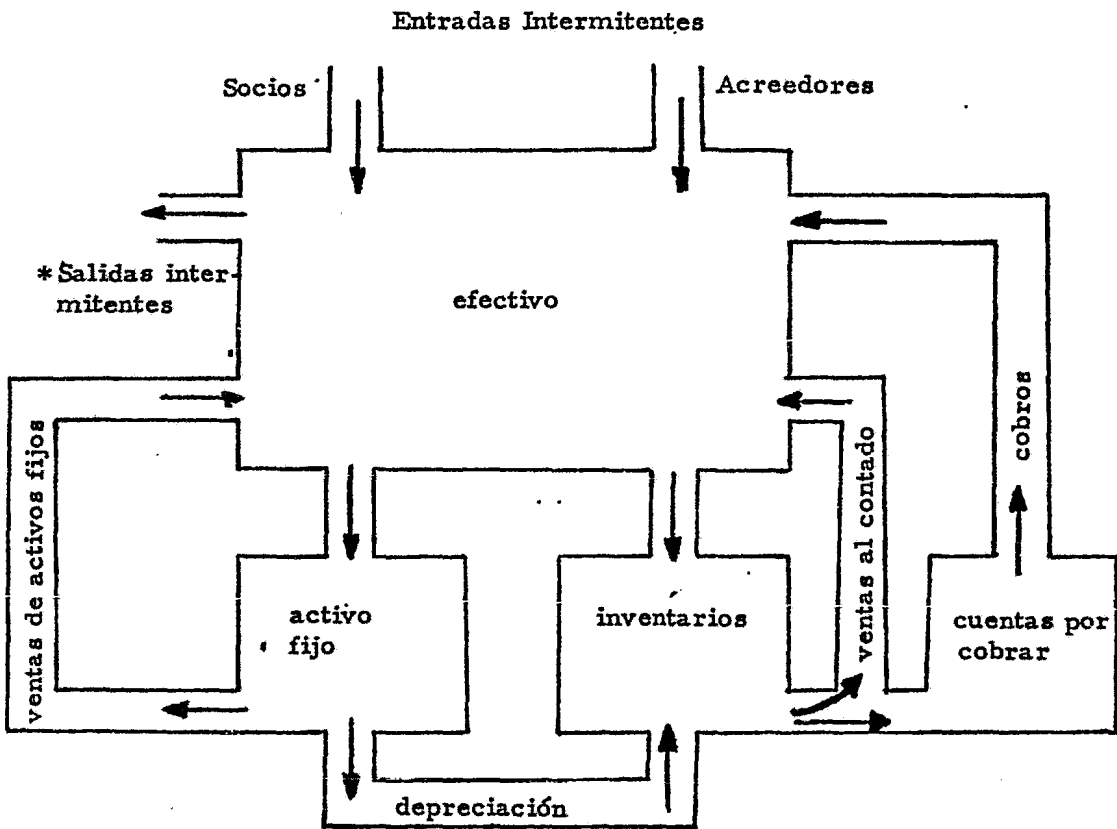 Entradas Intermitentes
Socios
Acreedores
*Salidas inter-
mitentes
efectivo
ventas de activos fijos
ventas al contado
cobros
activo
fijo
inventarios
cuentas por
cobrar
depreciación